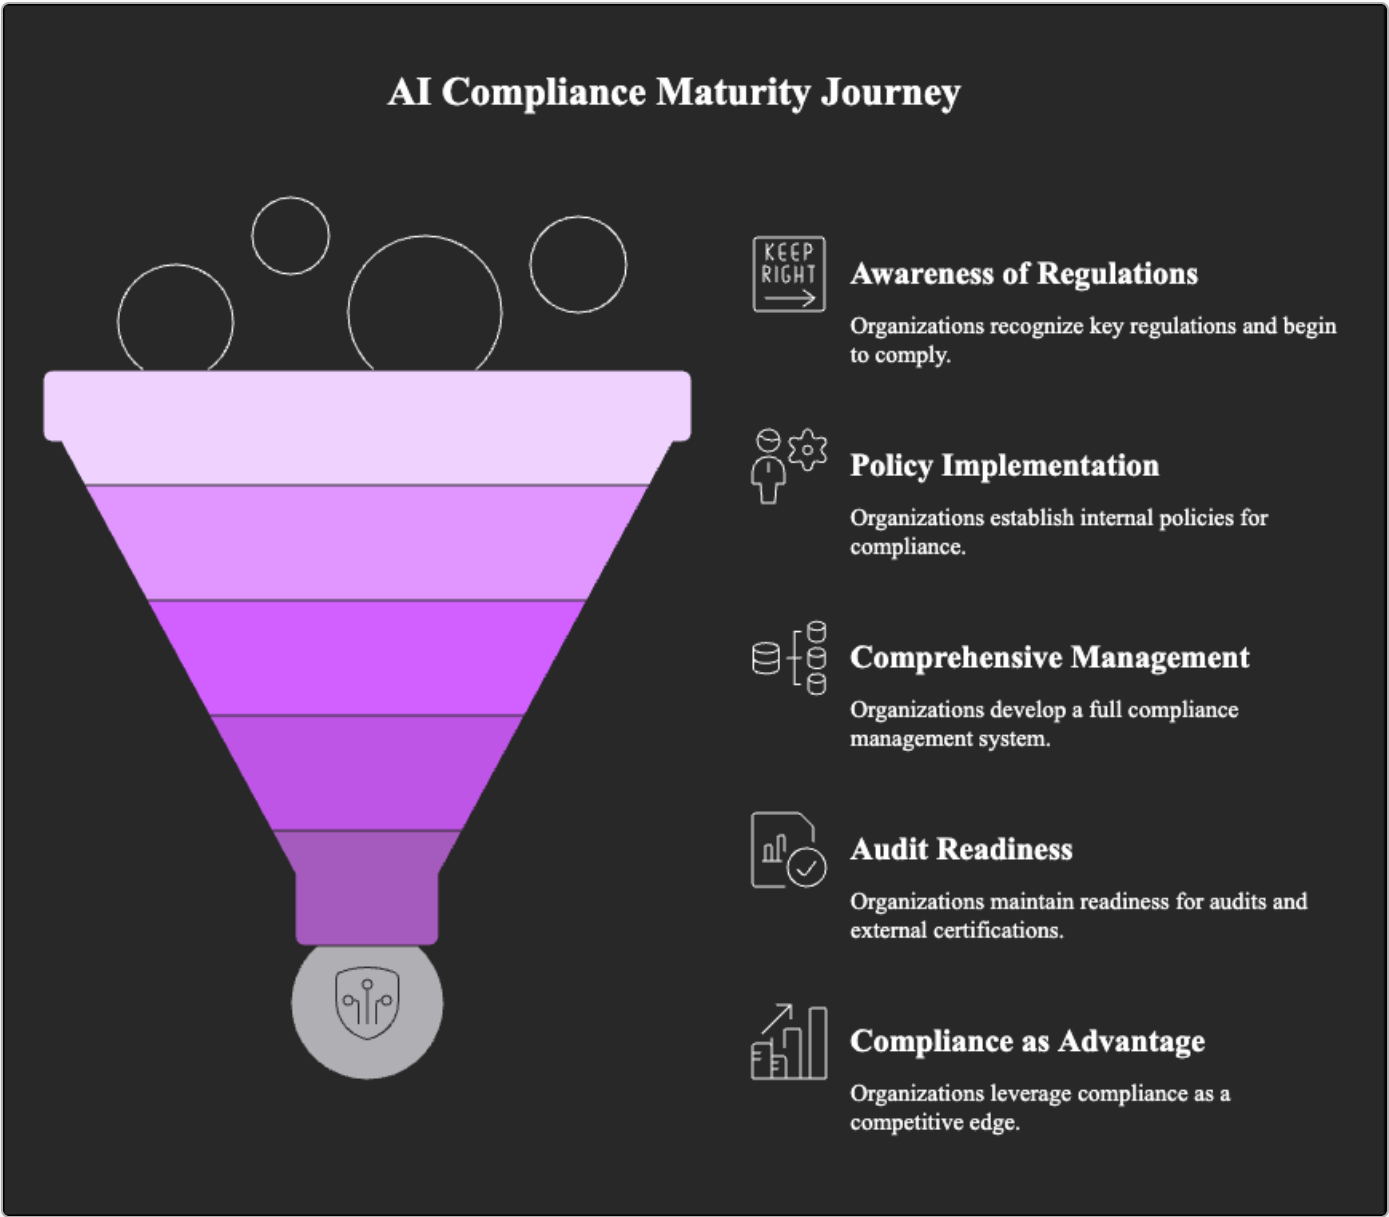 AI Compliance Maturity Journey
KEEP
RIGHT
Awareness of Regulations
Organizations recognize key regulations and begin
to comply.
Policy Implementation
Organizations establish internal policies for
compliance.
Comprehensive Management
Organizations develop a full compliance
management system.
Audit Readiness
Organizations maintain readiness for audits and
external certifications.
Compliance as Advantage
Organizations leverage compliance as a
competitive edge.